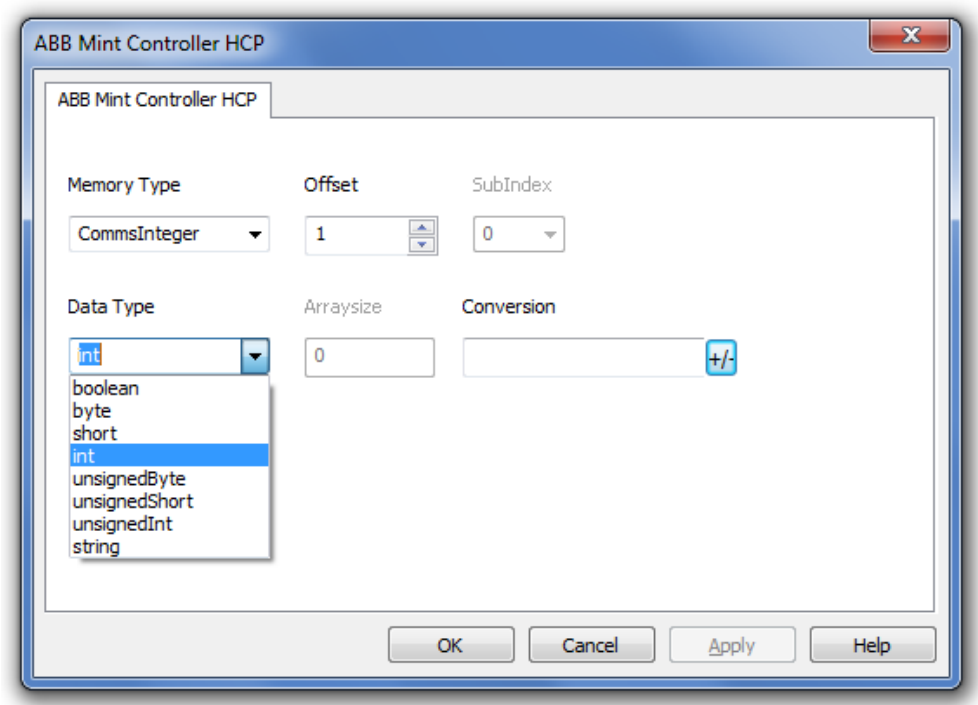 ABB Mint Controller HCP
ABB Mint Controller HCP
Memory Type Offset SubIndex
CommsInteger 1 0
Data Type Arraysize Conversion
int 0 +/-
boolean
byte
short
int
unsignedByte
unsignedShort
unsignedInt
string
OK Cancel Apply Help